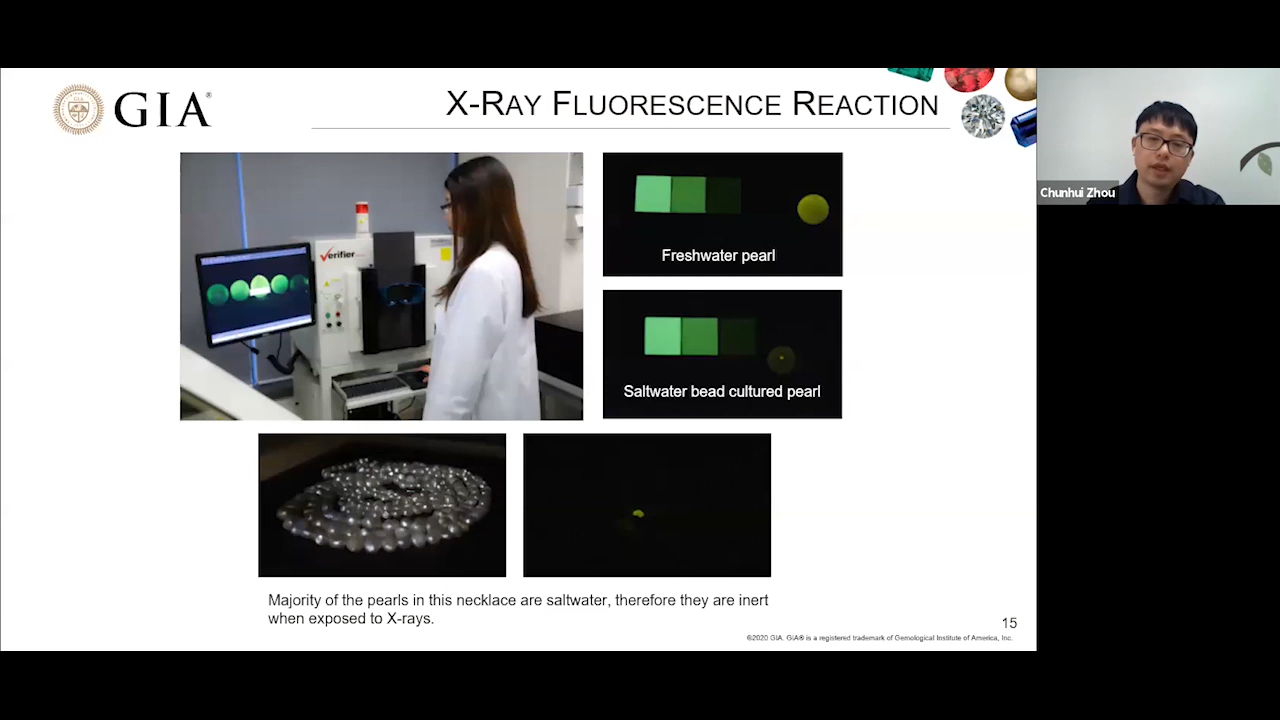 GIA®
X-RAY FLUORESCENCE REACTION
Verifier
Freshwater pearl
Saltwater bead cultured pearl
Majority of the pearls in this necklace are saltwater, therefore they are inert
when exposed to X-rays.
15
©2020 GIA. GIA® is a registered trademark of Gemological Institute of America, Inc.
Chunhui Zhou